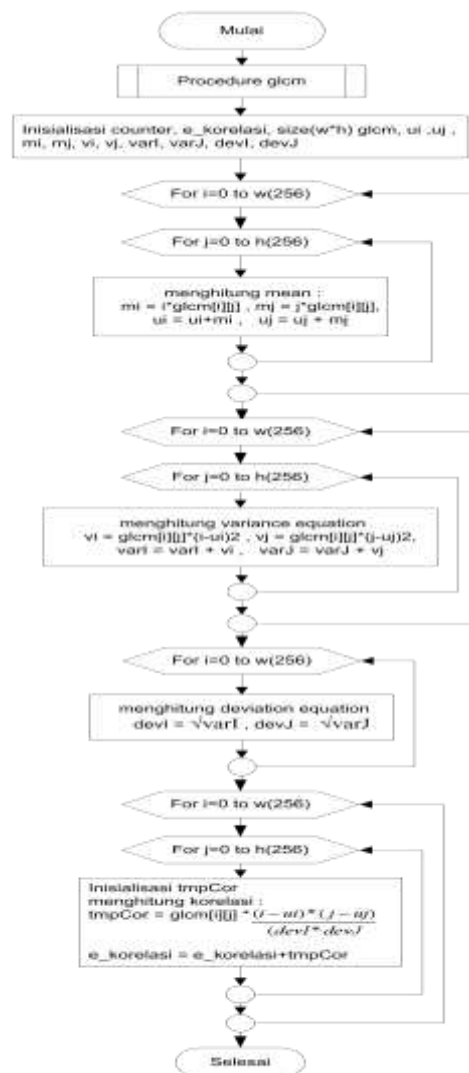 Mulai
Procedure glcm
Inisialisasi counter, e_korelasi, size(w*h) glcm, ui ,uj ,
mi, mj, vi, vj, varI, varJ, devI, devJ
For i=0 to w(256)
For j=0 to h(256)
menghitung mean :
mi = i*glcm[i][j] , mj = j*glcm[i][j],
ui = ui+mi , uj = uj + mj
For i=0 to w(256)
For j=0 to h(256)
menghitung variance equation
vi = glcm[i][j]*(i-ui)2 , vj = glcm[i][j]*(j-uj)2,
varI = varI + vi , varJ = varJ + vj
For i=0 to w(256)
menghitung deviation equation
devI = √varI , devJ = √varJ
For i=0 to w(256)
For j=0 to h(256)
Inisialisasi tmpCor
menghitung korelasi :
tmpCor = glcm[i][j] * (i − ui) * ( j − uj)
(devI * devJ
e_korelasi = e_korelasi+tmpCor
Selesai